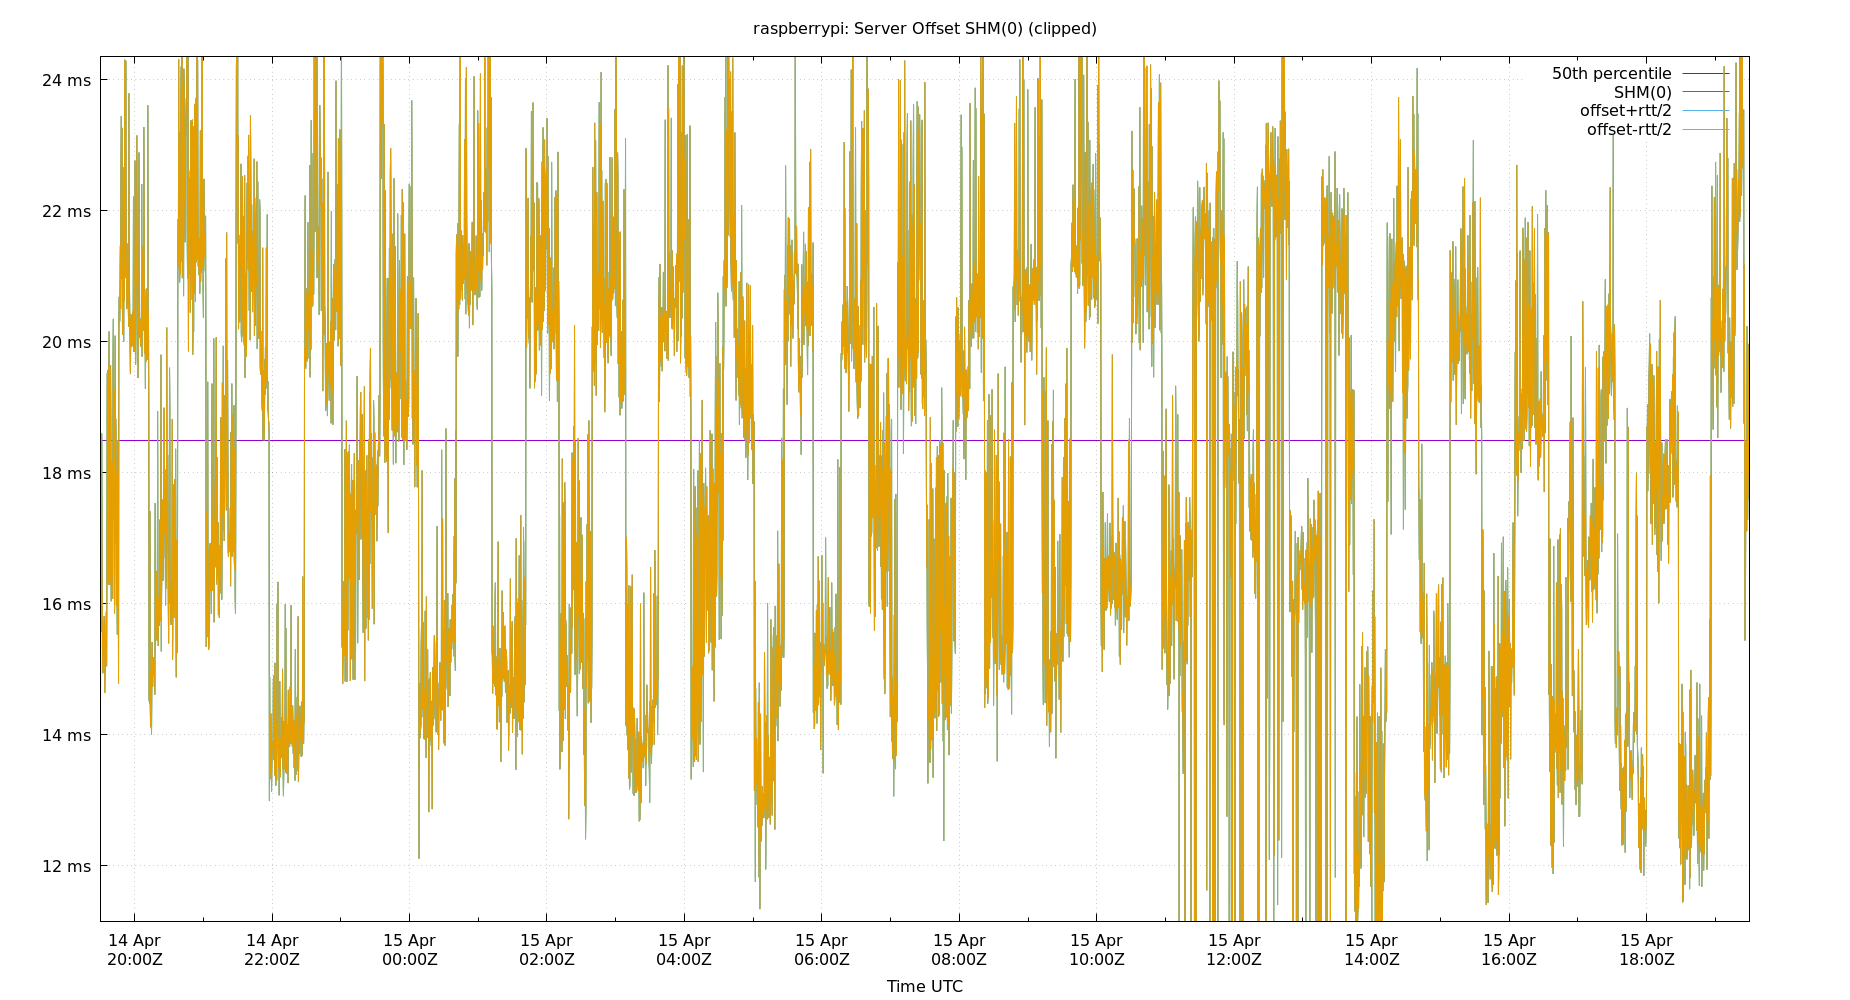 raspberrypi: Server Offset SHM(0) (clipped)
24 ms
22 ms
20 ms
18 ms
16 ms
14 ms
12 ms
50th percentile
SHM(0)
offset+rtt/2
offset-rtt/2
14 Apr
20:00Z
14 Apr
22:00Z
15 Apr
00:00Z
15 Apr
02:00Z
15 Apr
04:00Z
15 Apr
06:00Z
15 Apr
08:00Z
15 Apr
10:00Z
15 Apr
12:00Z
15 Apr
14:00Z
15 Apr
16:00Z
15 Apr
18:00Z
Time UTC